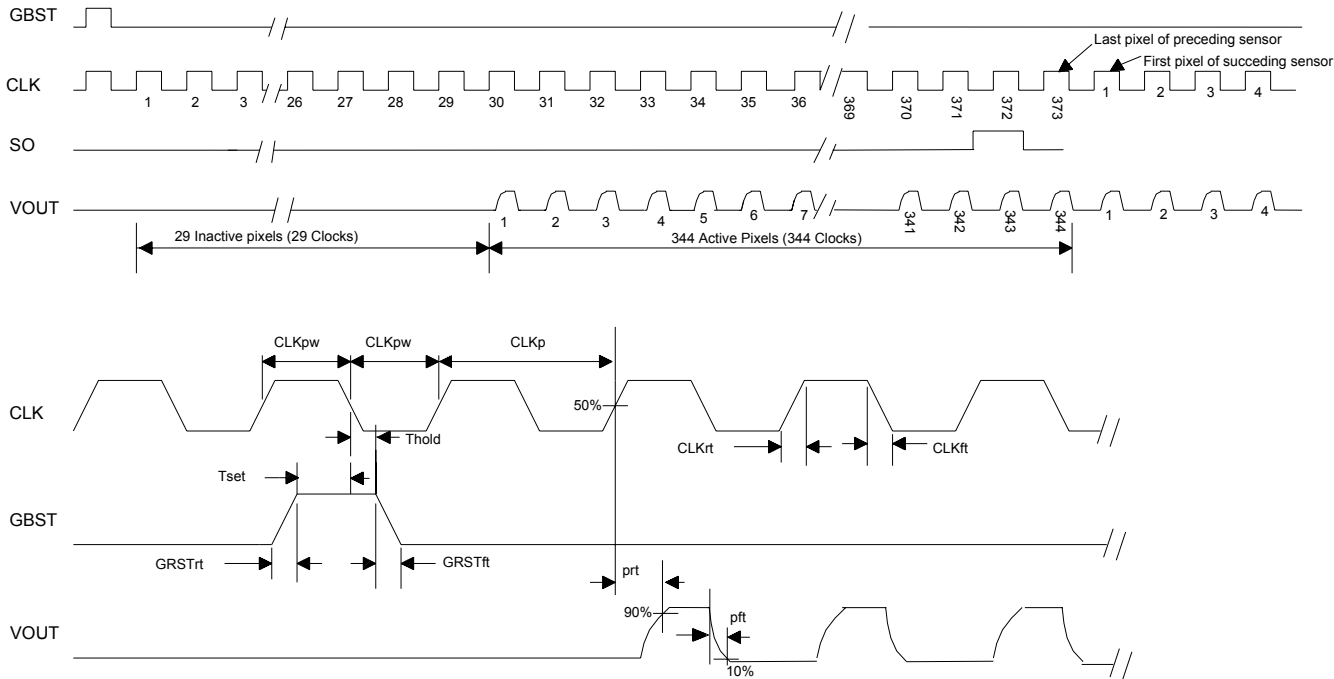 GBST
Last pixel of preceding sensor
First pixel of succeding sensor
CLK
1 2 3 26 27 28 29 30 31 32 33 34 35 36 369 370 371 372 373 1 2 3 4
SO
VOUT
1 2 3 4 5 6 7 341 342 343 344 1 2 3 4
29 Inactive pixels (29 Clocks)
344 Active Pixels (344 Clocks)
CLKpw CLKpw CLKp
CLK
50%
Thold
CLKrt
CLKft
Tset
GBST
GRSTrt
GRSTft
prt
90%
pft
VOUT
10%